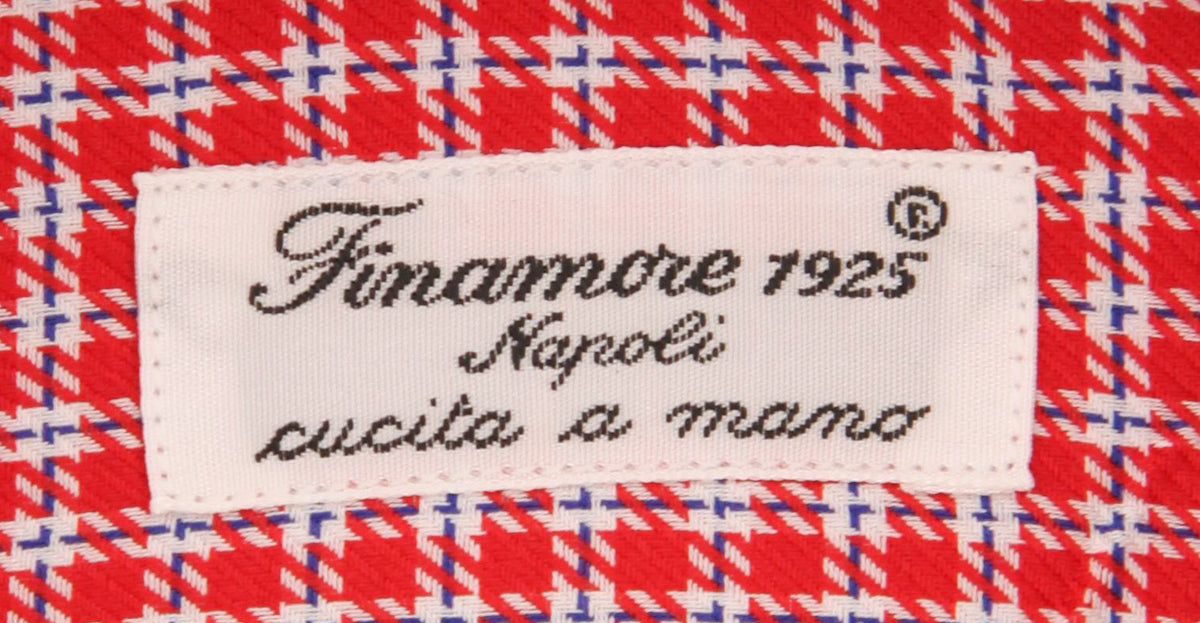 Finamore 1925®
Napoli
cucita a mano